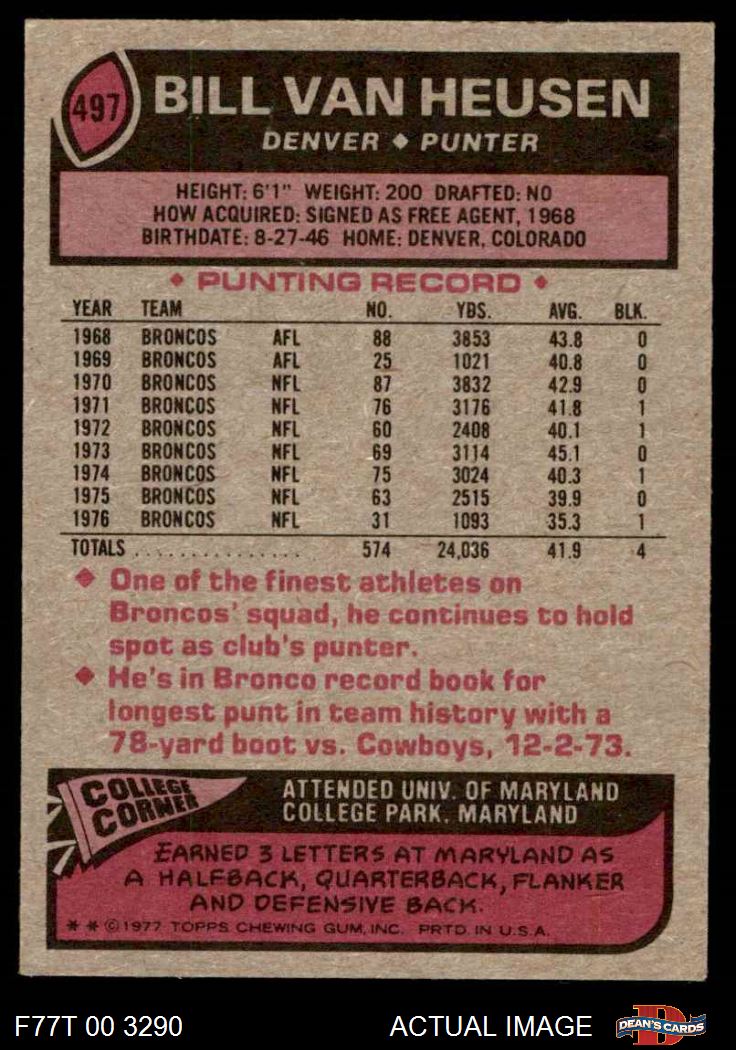 497
BILL VAN HEUSEN
DENVER ◆ PUNTER
HEIGHT: 6'1" WEIGHT: 200 DRAFTED: NO
HOW ACQUIRED: SIGNED AS FREE AGENT, 1968
BIRTHDATE: 8-27-46 HOME: DENVER, COLORADO
◆ PUNTING RECORD ◆
YEAR TEAM NO. YDS. AVG. BLK.
1968 BRONCOS AFL 88 3853 43.8 0
1969 BRONCOS AFL 25 1021 40.8 0
1970 BRONCOS NFL 87 3832 42.9 0
1971 BRONCOS NFL 76 3176 41.8 1
1972 BRONCOS NFL 60 2408 40.1 1
1973 BRONCOS NFL 69 3114 45.1 0
1974 BRONCOS NFL 75 3024 40.3 1
1975 BRONCOS NFL 63 2515 39.9 0
1976 BRONCOS NFL 31 1093 35.3 1
TOTALS ................ 574 24,036 41.9 4
◆ One of the finest athletes on
Broncos' squad, he continues to hold
spot as club's punter.
◆ He's in Bronco record book for
longest punt in team history with a
78-yard boot vs. Cowboys, 12-2-73.
COLLEGE
CORNER
ATTENDED UNIV. OF MARYLAND
COLLEGE PARK, MARYLAND
EARNED 3 LETTERS AT MARYLAND AS
A HALFBACK, QUARTERBACK, FLANKER
AND DEFENSIVE BACK.
** © 1977 TOPPS CHEWING GUM, INC. PRTD. IN U.S.A.
F77T 00 3290 ACTUAL IMAGE
D
DEAN'S CARDS